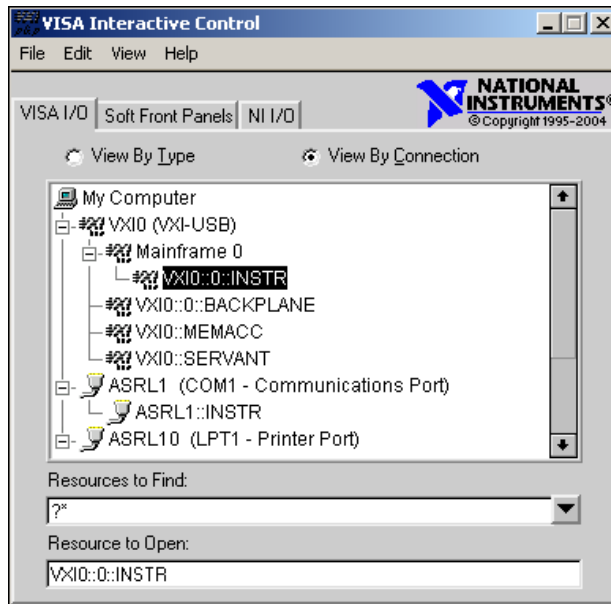 VISA Interactive Control
File Edit View Help
NATIONAL
INSTRUMENTS®
© Copyright 1995-2004
VISA I/O Soft Front Panels NI I/O
View By Type View By Connection
My Computer
VXI0 (VXI-USB)
Mainframe 0
VXI0::0::INSTR
VXI0::0::BACKPLANE
VXI0::MEMACC
VXI0::SERVANT
ASRL1 (COM1 - Communications Port)
ASRL1::INSTR
ASRL10 (LPT1 - Printer Port)
Resources to Find:
?*
Resource to Open:
VXI0::0::INSTR